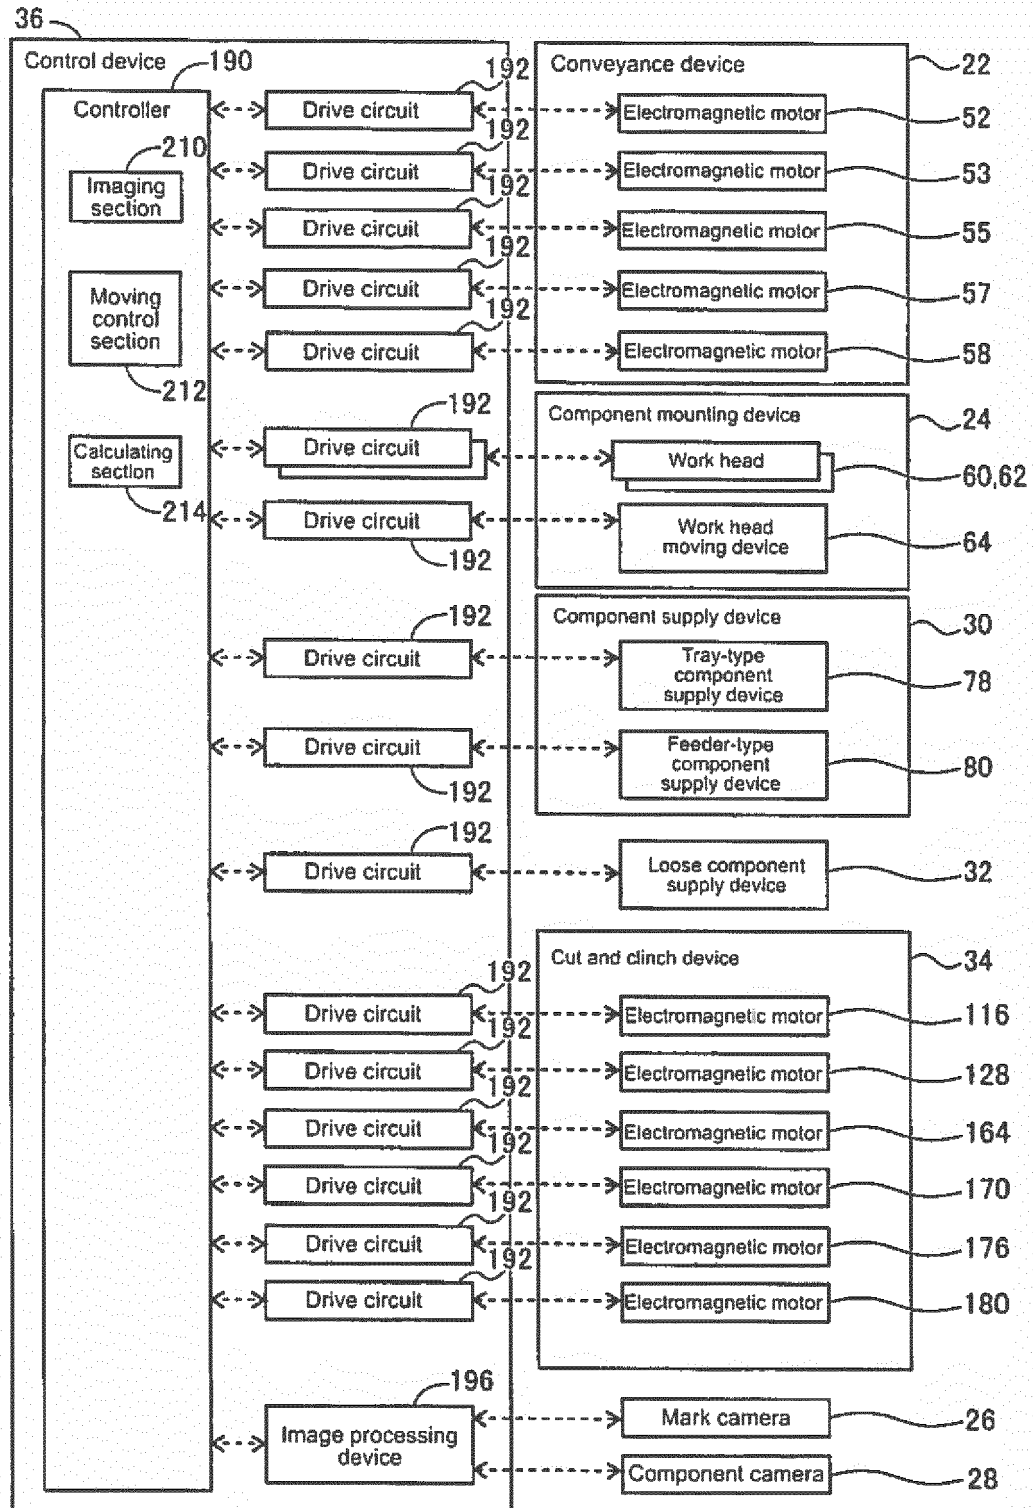 36
Control device
190
Controller
210
Imaging
section
Moving
control
section
212
Calculating
section
214
192
Drive circuit
192
Drive circuit
192
Drive circuit
192
Drive circuit
192
Drive circuit
192
Drive circuit
Drive circuit
192
192
Drive circuit
Drive circuit
192
192
Drive circuit
192
Drive circuit
192
Drive circuit
192
Drive circuit
192
Drive circuit
192
Drive circuit
192
Drive circuit
196
Image processing
device
Conveyance device
22
Electromagnetic motor
52
Electromagnetic motor
53
Electromagnetic motor
55
Electromagnetic motor
57
Electromagnetic motor
58
Component mounting device
24
Work head
60,62
Work head
moving device
64
Component supply device
30
Tray-type
component
supply device
78
Feeder-type
component
supply device
80
Loose component
supply device
32
Cut and clinch device
34
Electromagnetic motor
116
Electromagnetic motor
128
Electromagnetic motor
164
Electromagnetic motor
170
Electromagnetic motor
176
Electromagnetic motor
180
Mark camera
26
Component camera
28